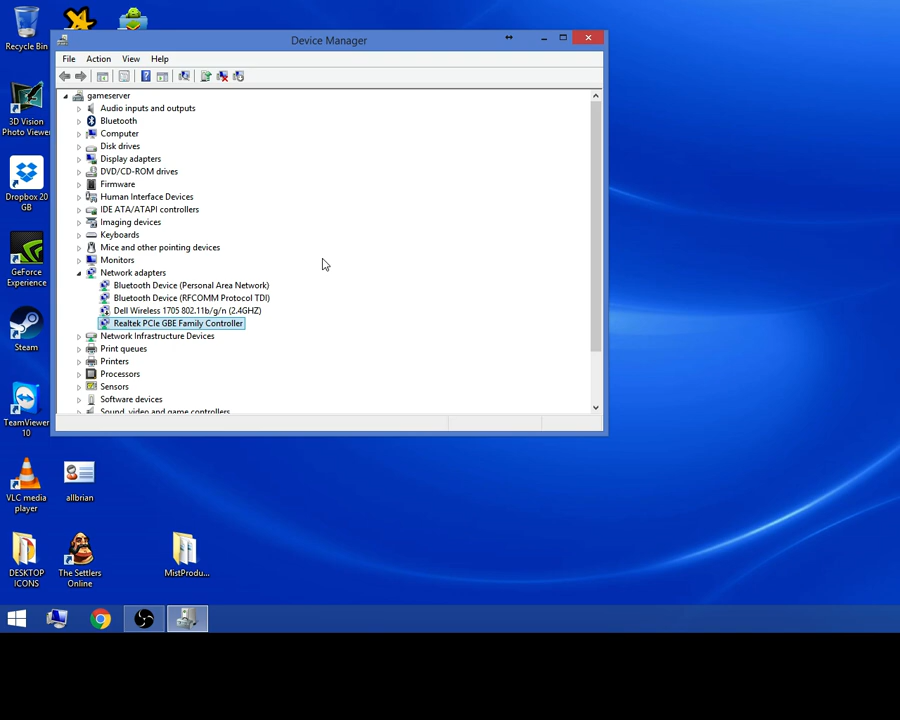 Device Manager
File Action View Help
gameserver
Audio inputs and outputs
Bluetooth
Computer
Disk drives
Display adapters
DVD/CD-ROM drives
Firmware
Human Interface Devices
IDE ATA/ATAPI controllers
Imaging devices
Keyboards
Mice and other pointing devices
Monitors
Network adapters
Bluetooth Device (Personal Area Network)
Bluetooth Device (RFCOMM Protocol TDI)
Dell Wireless 1705 802.11b/g/n (2.4GHZ)
Realtek PCIe GBE Family Controller
Network Infrastructure Devices
Print queues
Printers
Processors
Sensors
Software devices
Sound, video and game controllers
Recycle Bin
3D Vision
Photo Viewer
Dropbox 20
GB
GeForce
Experience
Steam
TeamViewer
10
VLC media
player
allbrian
DESKTOP
ICONS
The Settlers
Online
MistProdu...